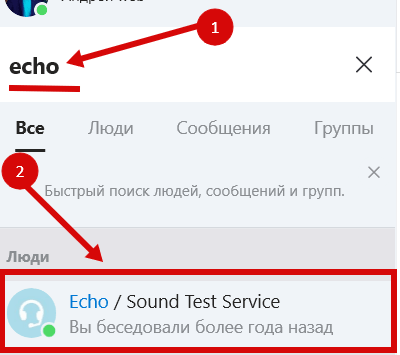 1
echo
Все Люди Сообщения Группы
2
Быстрый поиск людей, сообщений и групп.
Люди
Echo / Sound Test Service
Вы беседовали более года назад